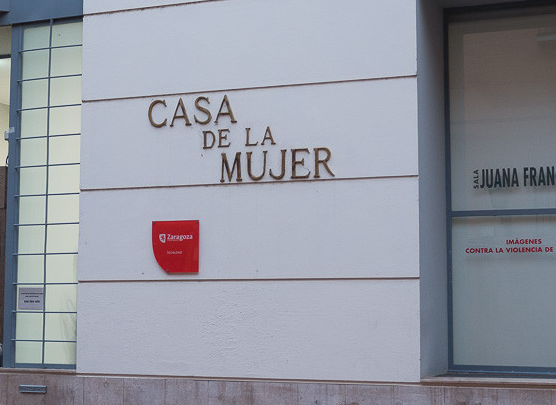 CASA
DE LA
MUJER
Zaragoza
SALA
JUANA FRAN
IMÁGENES
CONTRA LA VIOLENCIA DE